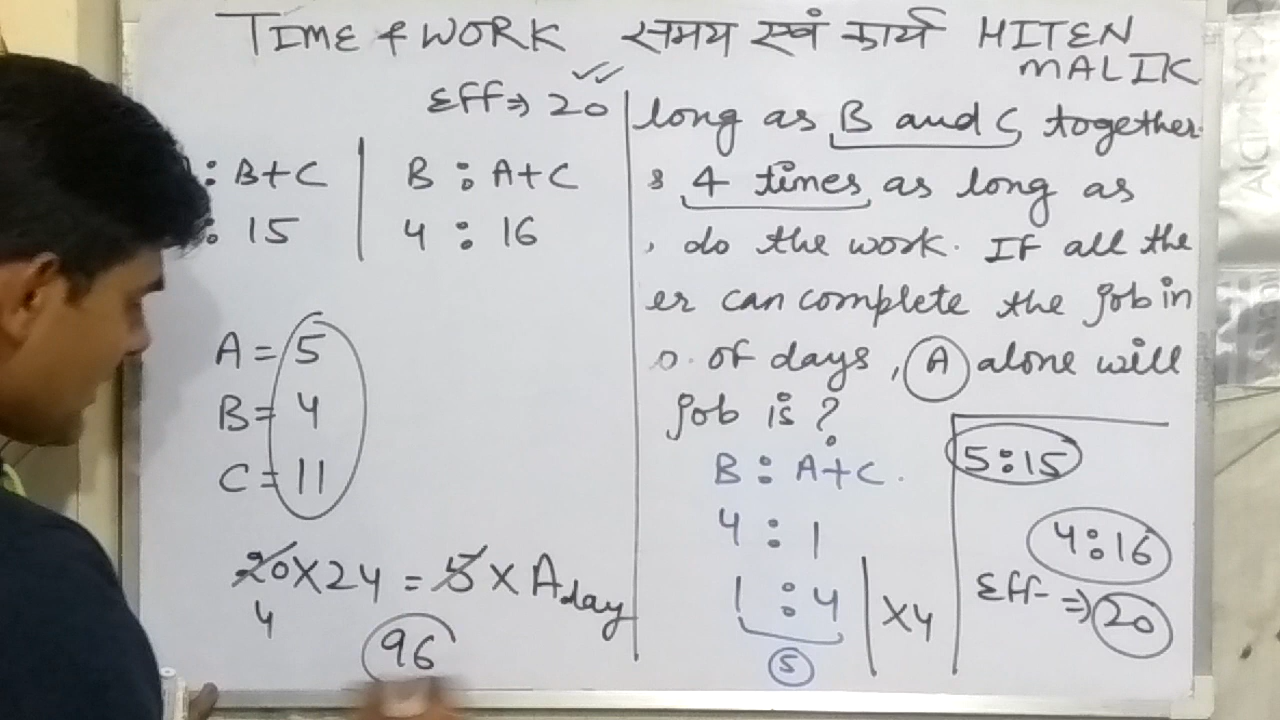 TIME & WORK समय एवं कार्य HITEN
MALIK
Eff ⇒ 20
: B+C
: 15
B : A+C
4 : 16
A = 5
B = 4
C = 11
20 X 24 = 5 X A day
4
96
long as B and C together
s 4 times as long as
, do the work. If all the
er can complete the job in
o. of days, A alone will
job is ?
B : A+C.
4 : 1
1 : 4
X4
5
5:15
4:16
Eff- ⇒ 20